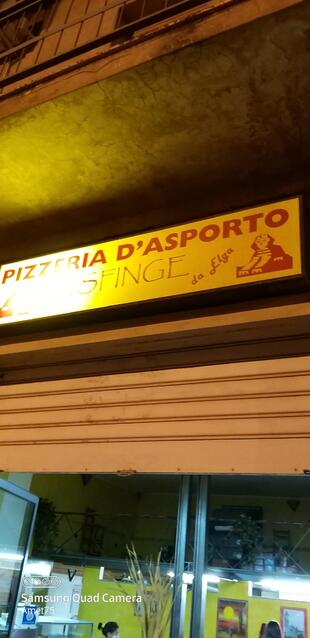 PIZZERIA D'ASPORTO
SFINGE
da Elga
SAMSUNG QUAD CAMERA
Amet75